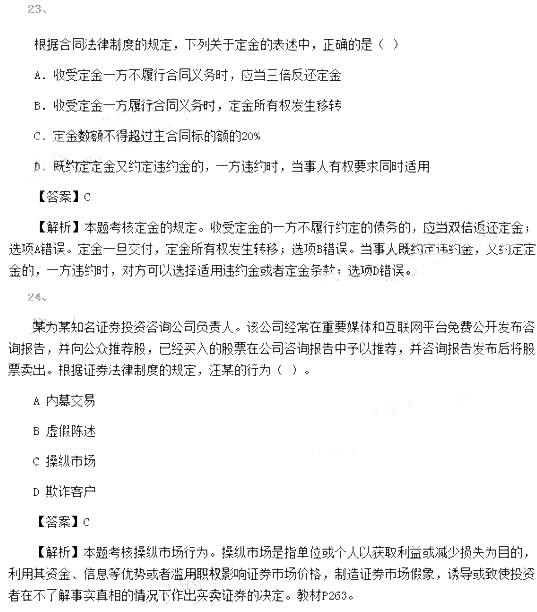 23、
根据合同法律制度的规定，下列关于定金的表述中，正确的是（ ）
A．收受定金一方不履行合同义务时，应当三倍反还定金
B．收受定金一方履行合同义务时，定金所有权发生移转
C．定金数额不得超过主合同标的额的20%
D．既约定定金又约定违约金的，一方违约时，当事人有权要求同时适用
【答案】C
【解析】本题考核定金的规定。收受定金的一方不履行约定的债务的，应当双倍返还定金；
选项A错误。定金一旦交付，定金所有权发生转移；选项B错误。当事人既约定违约金，又约定定
金的，一方违约时，对方可以选择适用违约金或者定金条款；选项D错误。
24、
某为某知名证券投资咨询公司负责人。该公司经常在重要媒体和互联网平台免费公开发布咨
询报告，并向公众推荐股，已经买入的股票在公司咨询报告中予以推荐，并咨询报告发布后将股
票卖出。根据证券法律制度的规定，汪某的行为（ ）。
A 内幕交易
B 虚假陈述
C 操纵市场
D 欺诈客户
【答案】C
【解析】本题考核操纵市场行为。操纵市场是指单位或个人以获取利益或减少损失为目的，
利用其资金、信息等优势或者滥用职权影响证券市场价格，制造证券市场假象，诱导或致使投资
者在不了解事实真相的情况下作出买卖证券的决定。教材P263。